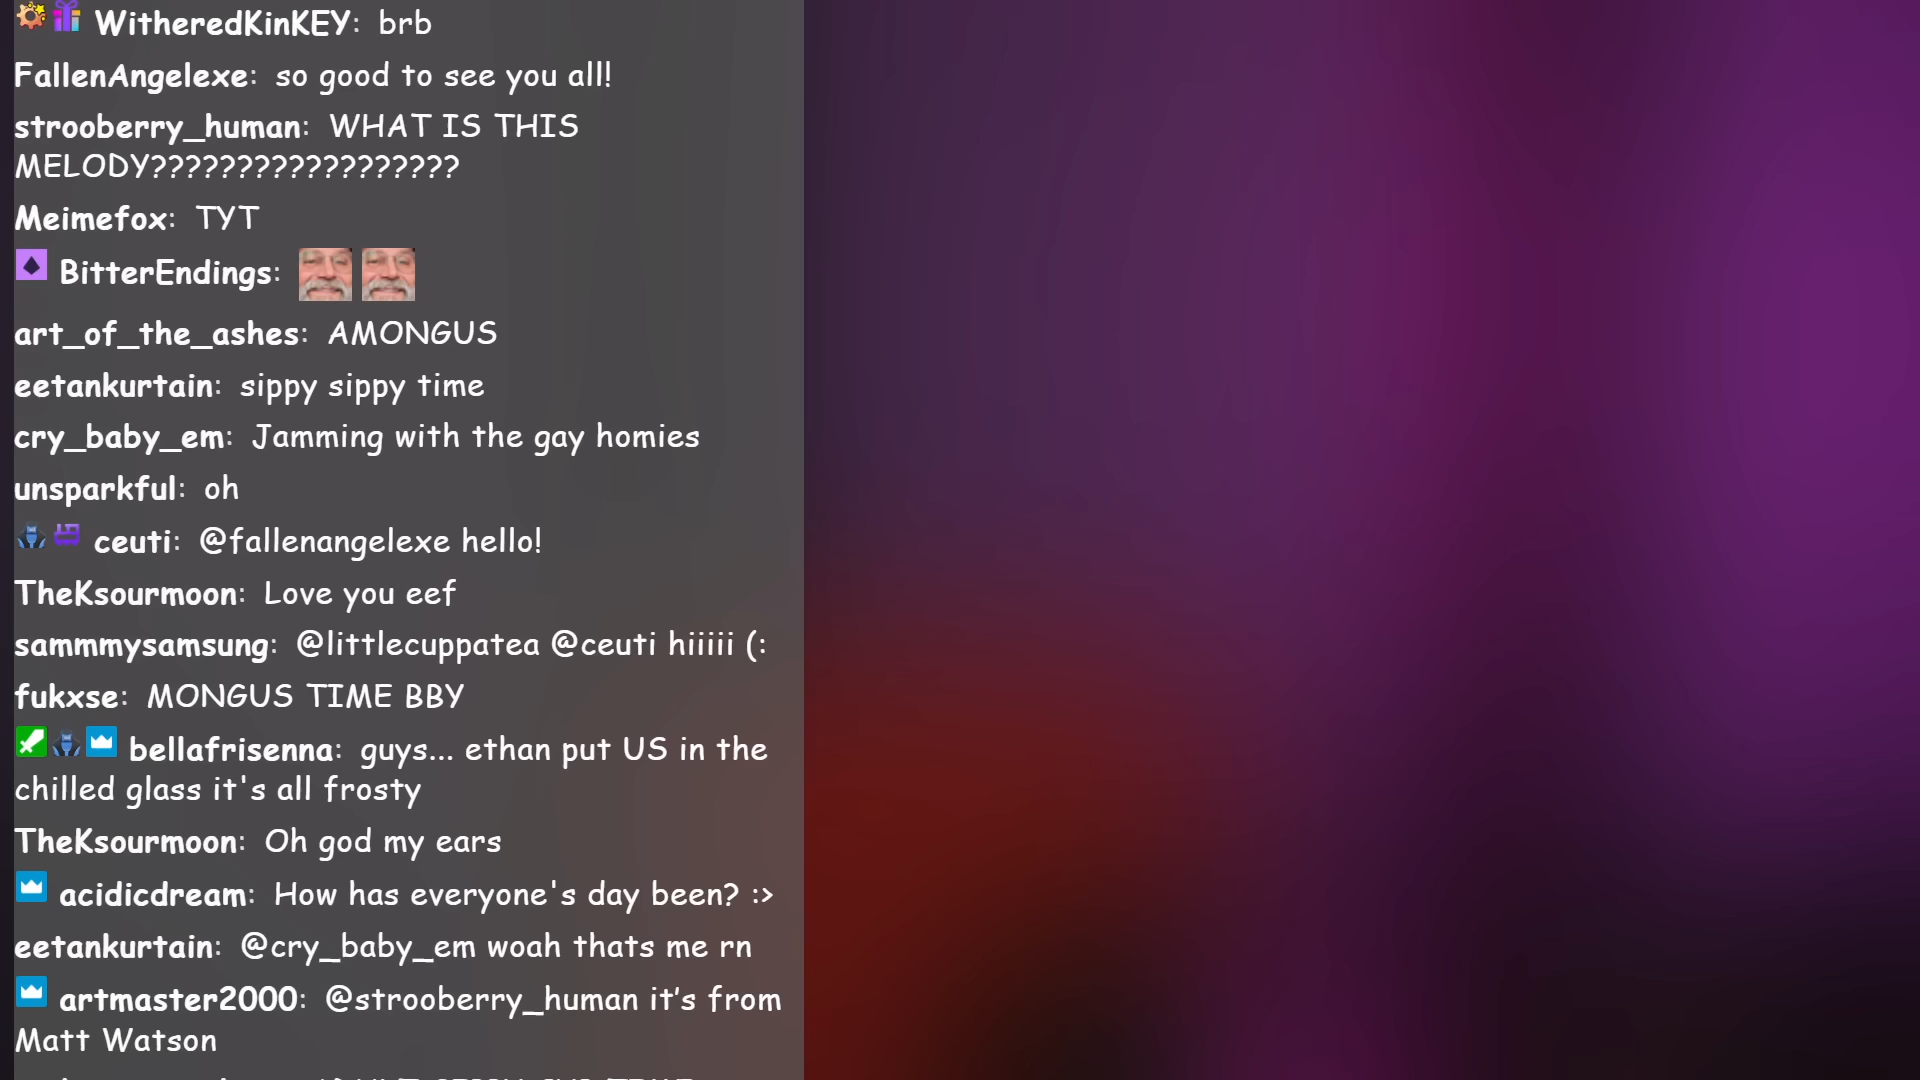 WitheredKinKEY: brb
FallenAngelexe: so good to see you all!
strooberry_human: WHAT IS THIS
MELODY??????????????????
Meimefox: TYT
BitterEndings:
art_of_the_ashes: AMONGUS
eetankurtain: sippy sippy time
cry_baby_em: Jamming with the gay homies
unsparkful: oh
ceuti: @fallenangelexe hello!
TheKsourmoon: Love you eef
sammmysamsung: @littlecuppatea @ceuti hiiiii (:
fukxse: MONGUS TIME BBY
bellafrisenna: guys... ethan put US in the
chilled glass it's all frosty
TheKsourmoon: Oh god my ears
acidicdream: How has everyone's day been? :>
eetankurtain: @cry_baby_em woah thats me rn
artmaster2000: @strooberry_human it’s from
Matt Watson